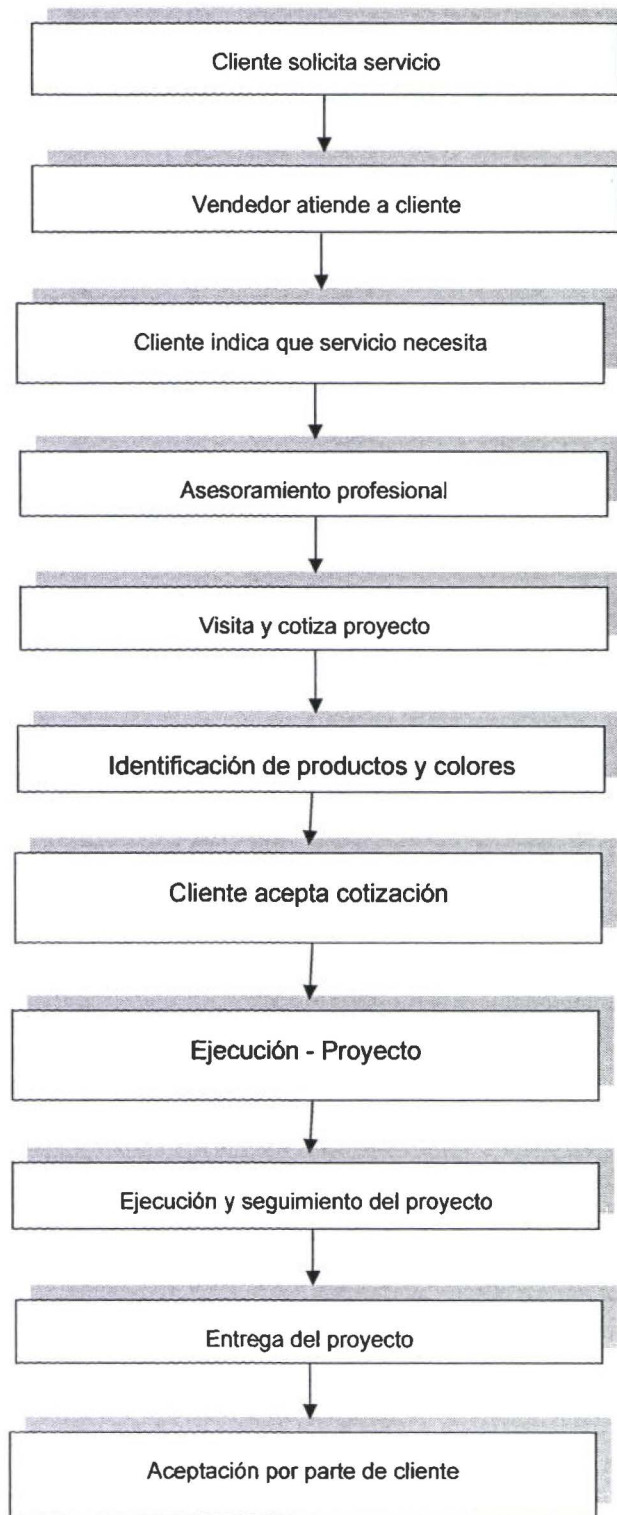 Cliente solicita servicio
Vendedor atiende a cliente
Cliente indica que servicio necesita
Asesoramiento profesional
Visita y cotiza proyecto
Identificación de productos y colores
Cliente acepta cotización
Ejecución - Proyecto
Ejecución y seguimiento del proyecto
Entrega del proyecto
Aceptación por parte de cliente